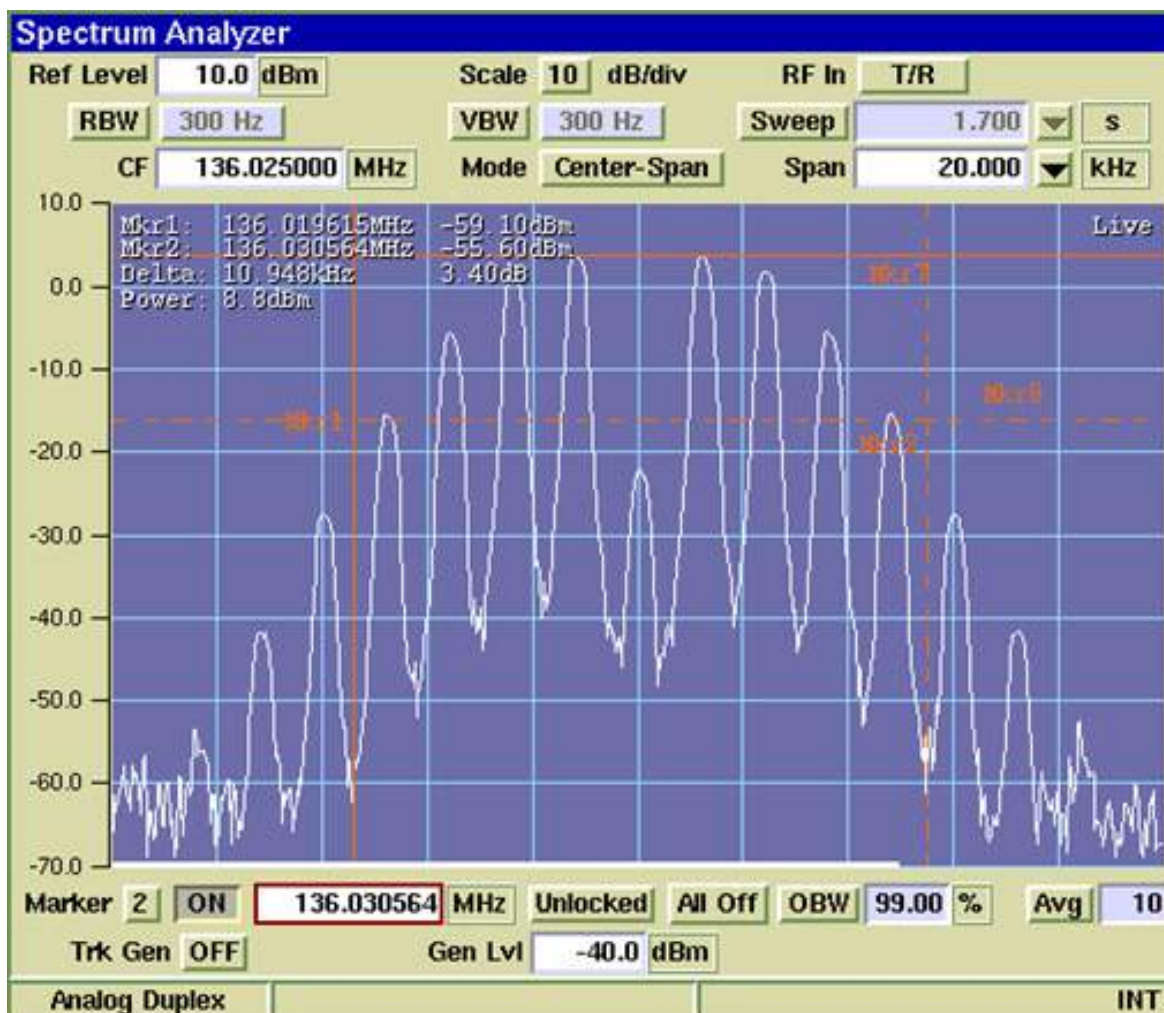 Spectrum Analyzer
Ref Level 10.0 dBm Scale 10 dB/div RF In T/R
RBW 300 Hz VBW 300 Hz Sweep 1.700 s
CF 136.025000 MHz Mode Center-Span Span 20.000 kHz
10.0
Mkr1: 136.019615MHz -59.10dBm Live
Mkr2: 136.030564MHz -55.60dBm
Delta: 10.948kHz 3.40dB
Power: 8.8dBm
0.0
-10.0
Mkr1
-20.0
-30.0
-40.0
-50.0
-60.0
-70.0
Marker 2 ON 136.030564 MHz Unlocked All Off OBW 99.00 % Avg 10
Trk Gen OFF Gen Lvl -40.0 dBm
Analog Duplex INT